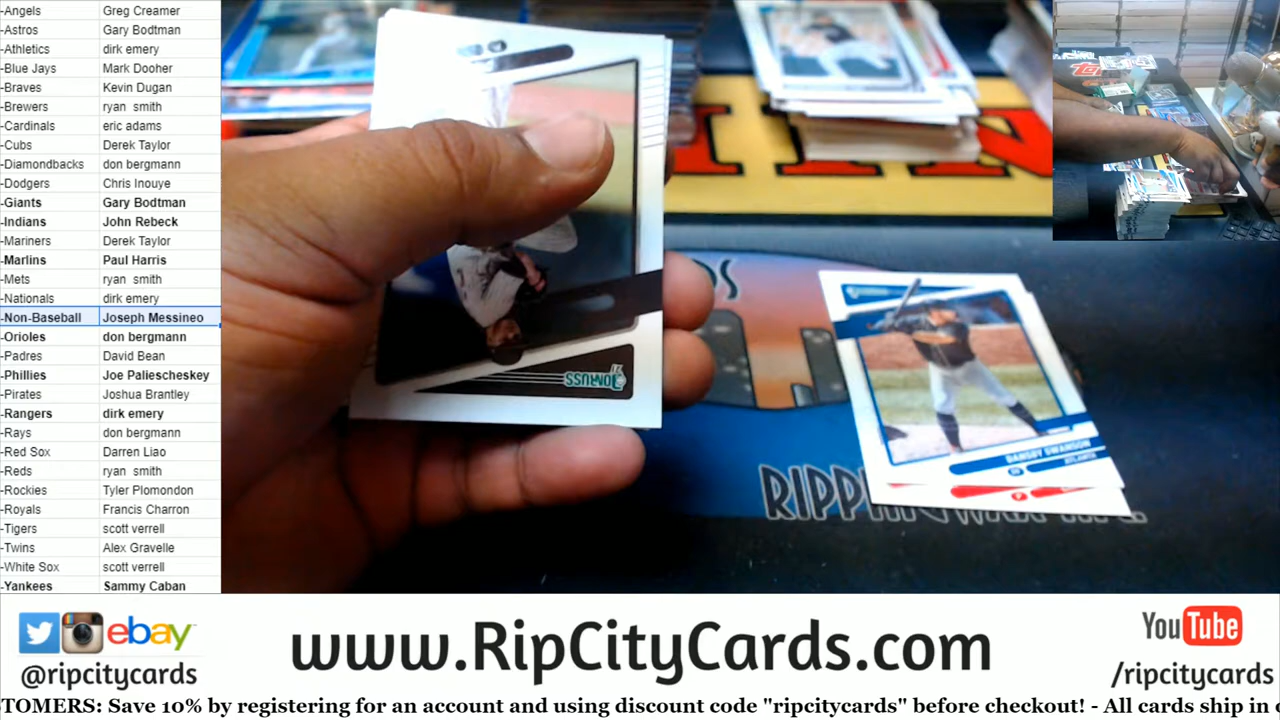 -Angels Greg Creamer
-Astros Gary Bodtman
-Athletics dirk emery
-Blue Jays Mark Dooher
-Braves Kevin Dugan
-Brewers ryan smith
-Cardinals eric adams
-Cubs Derek Taylor
-Diamondbacks don bergmann
-Dodgers Chris Inouye
-Giants Gary Bodtman
-Indians John Rebeck
-Mariners Derek Taylor
-Marlins Paul Harris
-Mets ryan smith
-Nationals dirk emery
-Non-Baseball Joseph Messineo
-Orioles don bergmann
-Padres David Bean
-Phillies Joe Paliescheskey
-Pirates Joshua Brantley
-Rangers dirk emery
-Rays don bergmann
-Red Sox Darren Liao
-Reds ryan smith
-Rockies Tyler Plomondon
-Royals Francis Charron
-Tigers scott verrell
-Twins Alex Gravelle
-White Sox scott verrell
-Yankees Sammy Caban
DONRUSS
DANSBY SWANSON
ATLANTA
ebay
@ripcitycards
www.RipCityCards.com
YouTube
/ripcitycards
TOMERS: Save 10% by registering for an account and using discount code "ripcitycards" before checkout! - All cards ship in